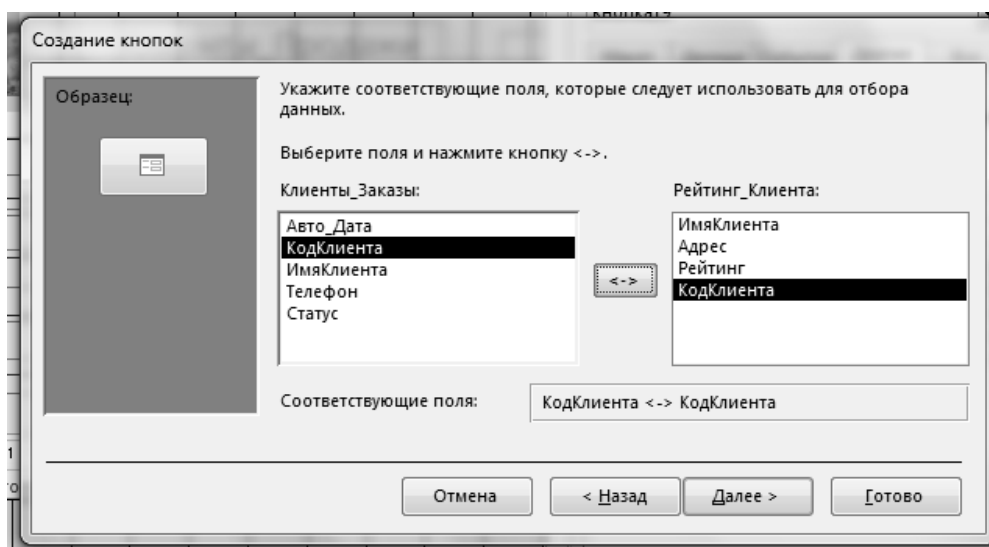 Создание кнопок
Образец:
Укажите соответствующие поля, которые следует использовать для отбора
данных.
Выберите поля и нажмите кнопку <->.
Клиенты_Заказы:
Рейтинг_Клиента:
Авто_Дата
КодКлиента
ИмяКлиента
Телефон
Статус
<->
ИмяКлиента
Адрес
Рейтинг
КодКлиента
Соответствующие поля:
КодКлиента <-> КодКлиента
Отмена
< Назад
Далее >
Готово